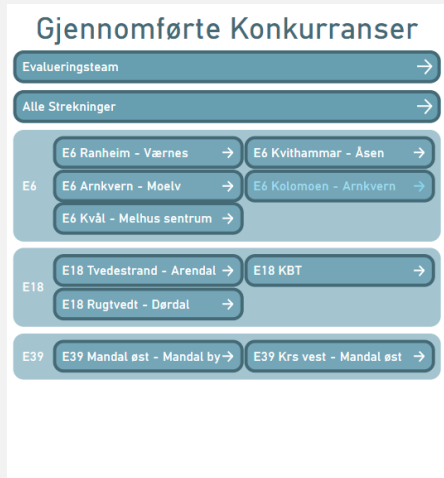 Gjennomførte Konkurranser
Evalueringsteam
Alle Strekninger
E6
E6 Ranheim - Værnes
E6 Kvithammar - Åsen
E6 Arnkvern - Moelv
E6 Kolomoen - Arnkvern
E6 Kvål - Melhus sentrum
E18
E18 Tvedestrand - Arendal
E18 KBT
E18 Rugtvedt - Dørdal
E39
E39 Mandal øst - Mandal by
E39 Krs vest - Mandal øst